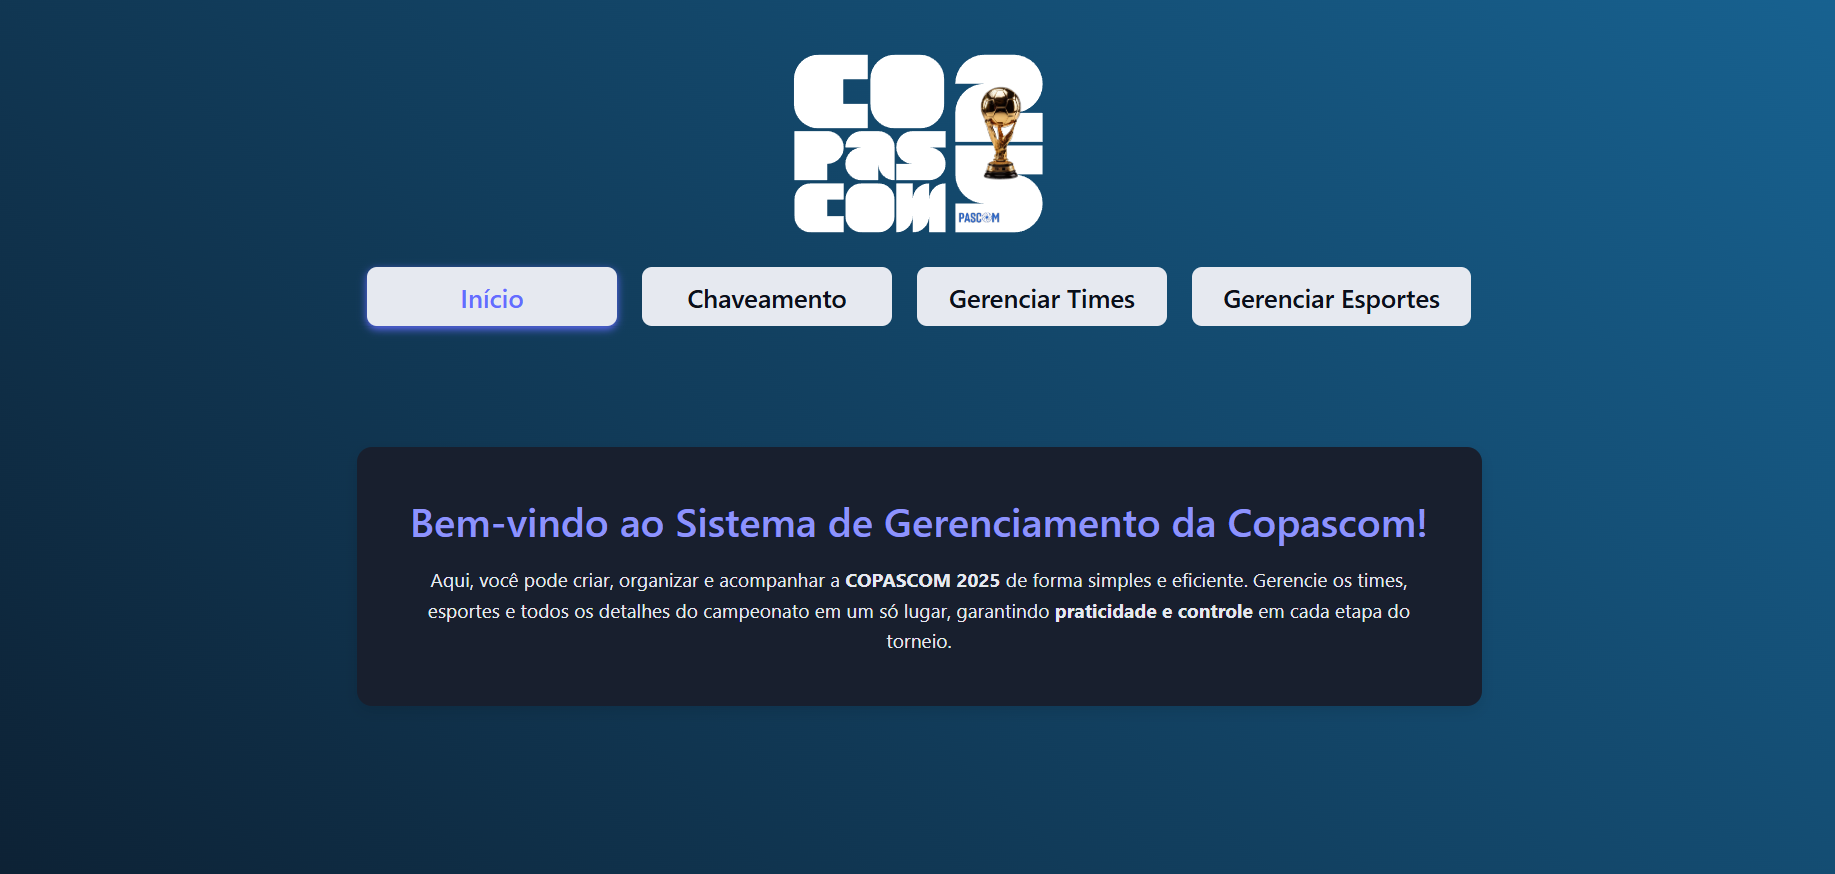 CO
Pas
COM
25
PASCOM
Início
Chaveamento
Gerenciar Times
Gerenciar Esportes
Bem-vindo ao Sistema de Gerenciamento da Copascom!
Aqui, você pode criar, organizar e acompanhar a COPASCOM 2025 de forma simples e eficiente. Gerencie os times,
esportes e todos os detalhes do campeonato em um só lugar, garantindo praticidade e controle em cada etapa do
torneio.